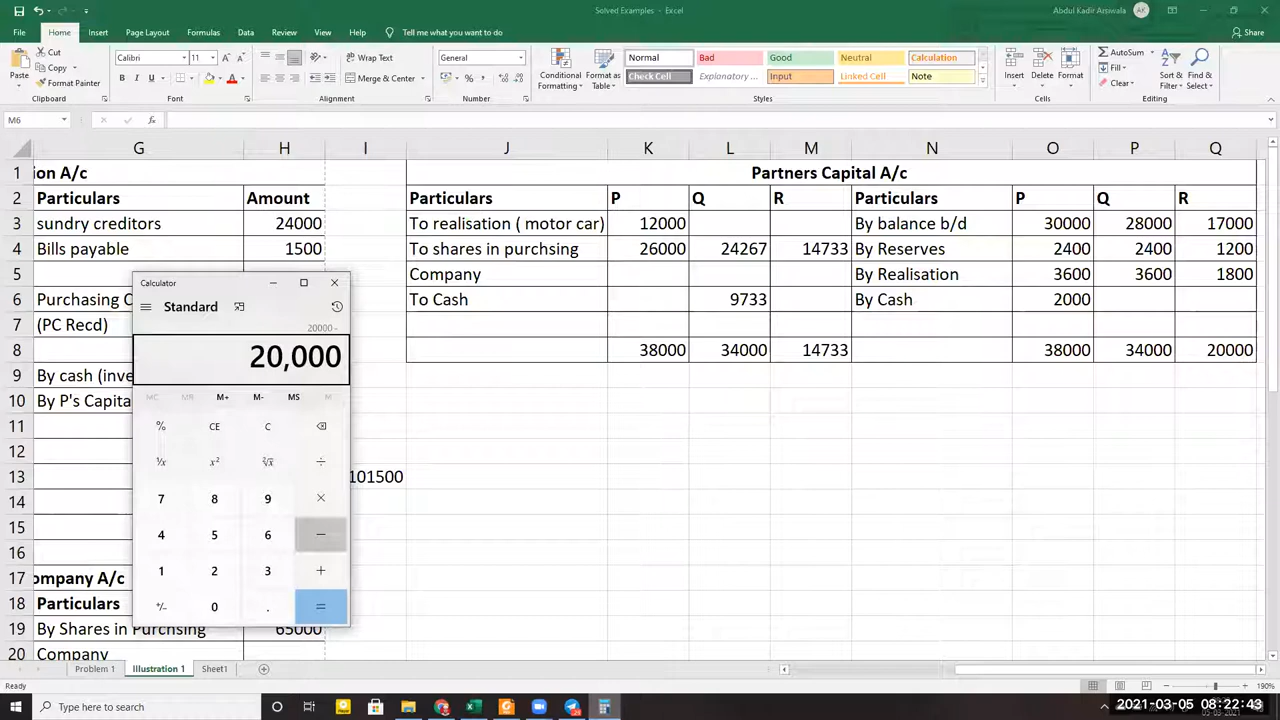 Solved Examples - Excel
Abdul Kadir Arsiwala
AK
File Home Insert Page Layout Formulas Data Review View Help Tell me what you want to do
Share
Paste
Cut
Copy
Format Painter
Clipboard
Calibri 11
B I U
Font
Wrap Text
Merge & Center
Alignment
General
Number
Conditional Formatting
Format as Table
Normal Bad Good Neutral Calculation
Check Cell Explanatory ... Input Linked Cell Note
Styles
Insert Delete Format
Cells
AutoSum
Fill
Clear
Sort & Filter
Find & Select
Editing
M6
fx
G H I J K L M N O P Q
1 ion A/c Partners Capital A/c
2 Particulars Amount Particulars P Q R Particulars P Q R
3 sundry creditors 24000 To realisation ( motor car) 12000 By balance b/d 30000 28000 17000
4 Bills payable 1500 To shares in purchsing 26000 24267 14733 By Reserves 2400 2400 1200
5 Company By Realisation 3600 3600 1800
6 Purchasing C To Cash 9733 By Cash 2000
7 (PC Recd)
8 38000 34000 14733 38000 34000 20000
9 By cash (inve
10 By P's Capita
11
12
13 101500
14
15
16
17 ompany A/c
18 Particulars
19 By Shares in Purchsing 65000
20 Company
Calculator
Standard
20000 -
20,000
MC MR M+ M- MS M
% CE C
¹/x x² ²√x ÷
7 8 9 ×
4 5 6 −
1 2 3 +
+/− 0 . =
Problem 1 Illustration 1 Sheet1
Ready
190%
Type here to search
2021-03-05 08:22:43